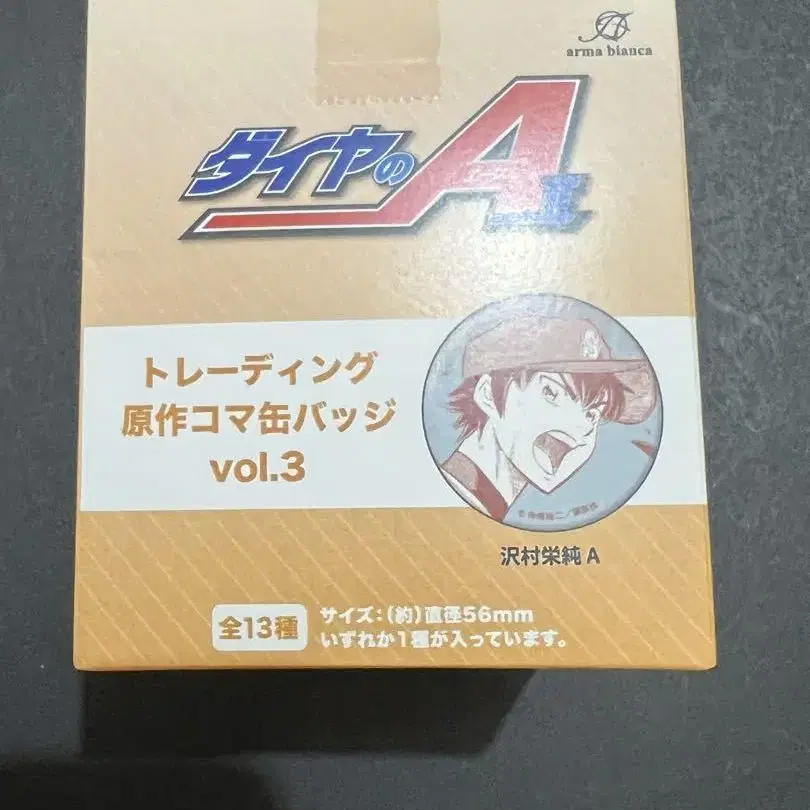 arma bianca
ダイヤのA
トレーディング
原作コマ缶バッジ
vol.3
沢村栄純 A
全13種
サイズ:(約)直径56mm
いずれか1種が入っています。